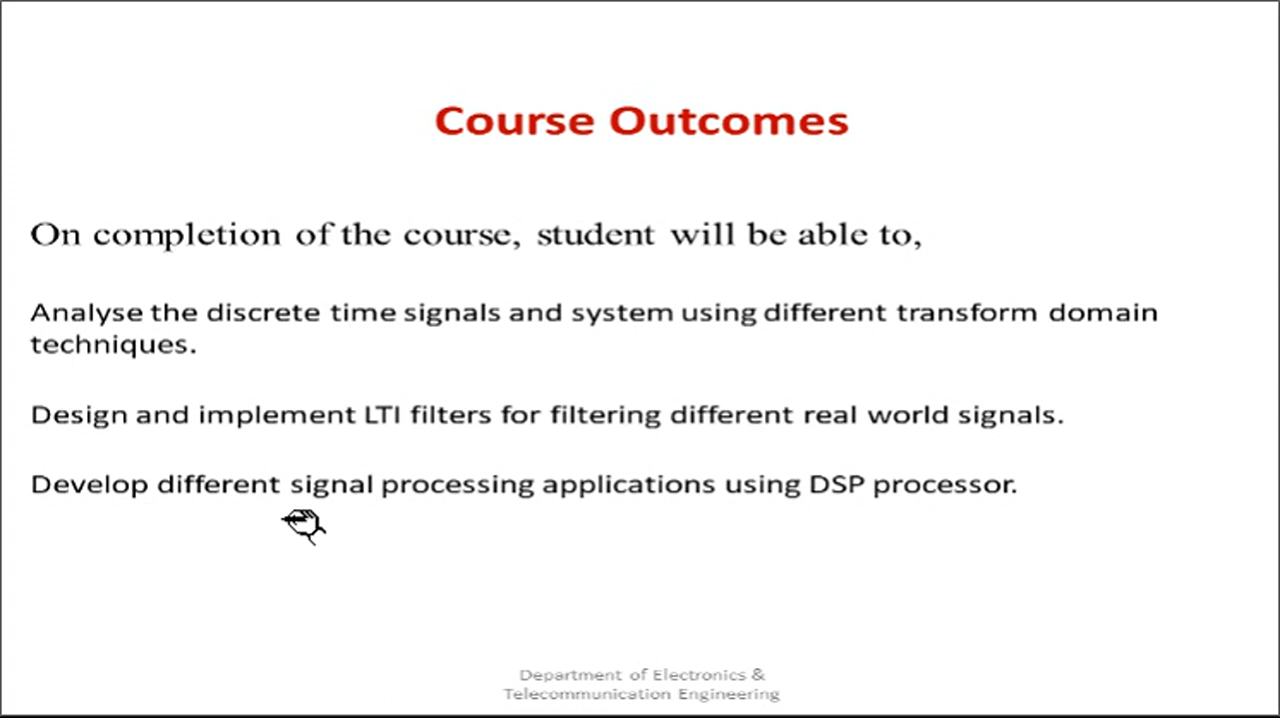 Course Outcomes
On completion of the course, student will be able to,
Analyse the discrete time signals and system using different transform domain
techniques.
Design and implement LTI filters for filtering different real world signals.
Develop different signal processing applications using DSP processor.
Department of Electronics &
Telecommunication Engineering